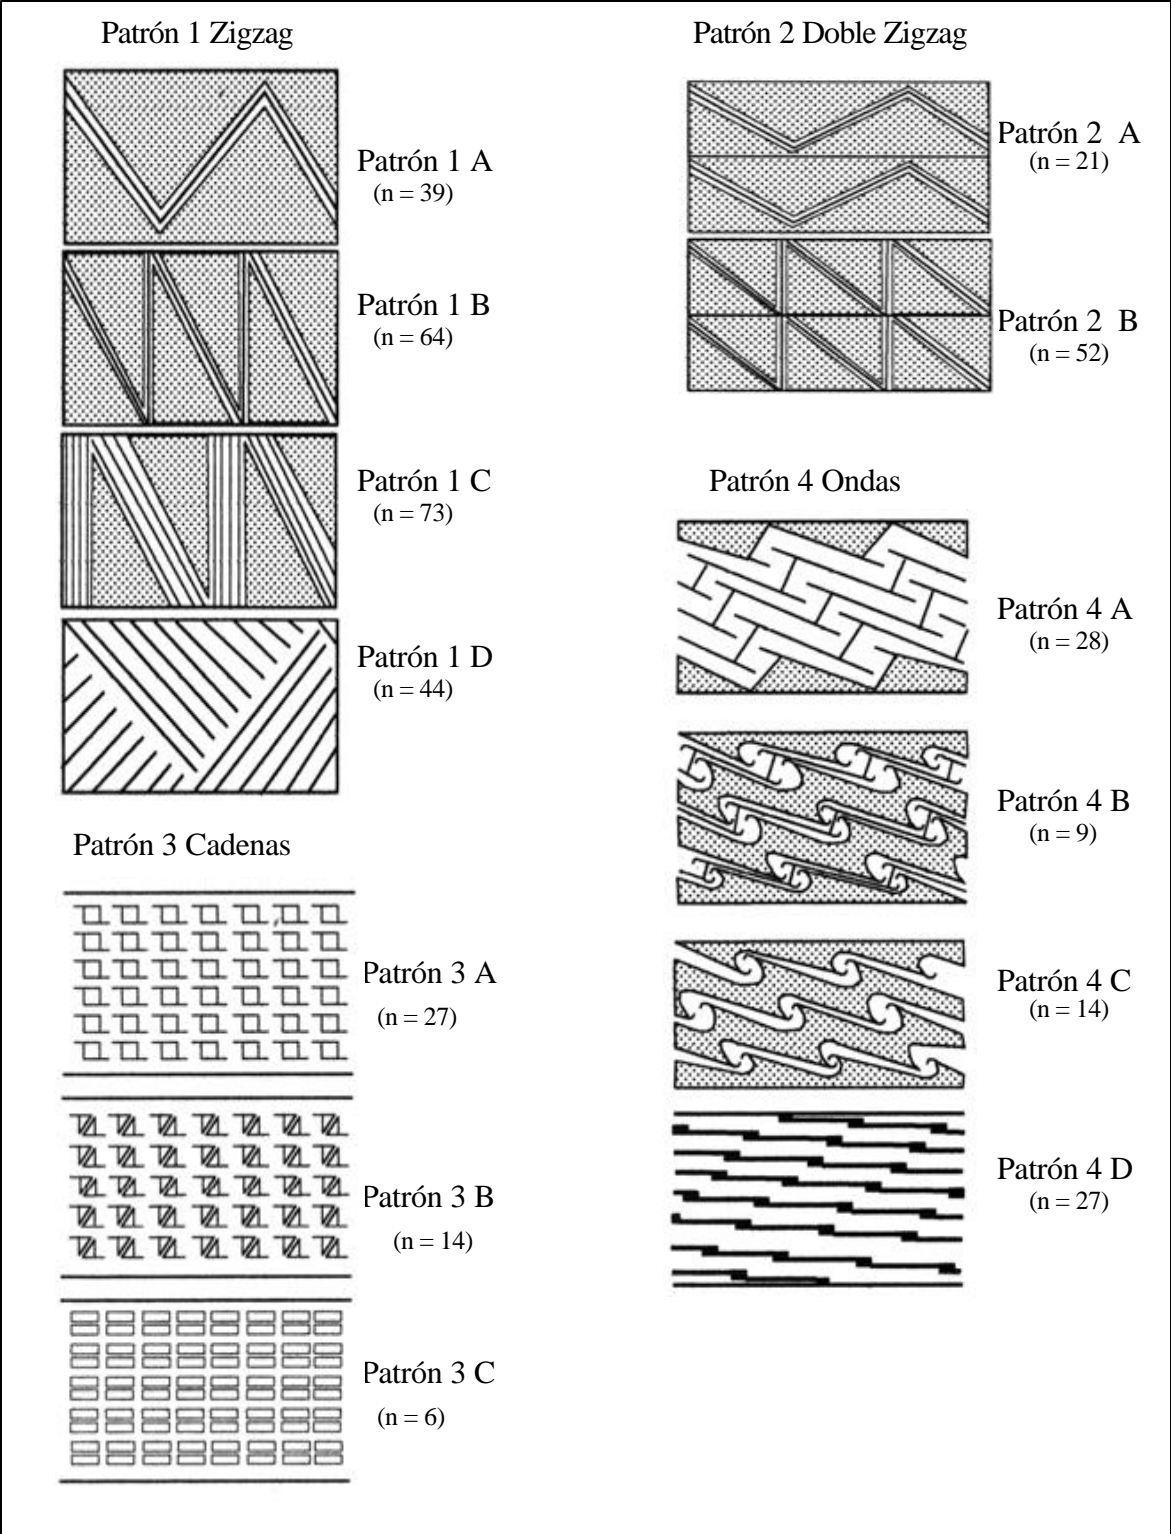 Patrón 1 Zigzag
Patrón 1 A
(n = 39)
Patrón 1 B
(n = 64)
Patrón 1 C
(n = 73)
Patrón 1 D
(n = 44)
Patrón 2 Doble Zigzag
Patrón 2 A
(n = 21)
Patrón 2 B
(n = 52)
Patrón 3 Cadenas
Patrón 3 A
(n = 27)
Patrón 3 B
(n = 14)
Patrón 3 C
(n = 6)
Patrón 4 Ondas
Patrón 4 A
(n = 28)
Patrón 4 B
(n = 9)
Patrón 4 C
(n = 14)
Patrón 4 D
(n = 27)